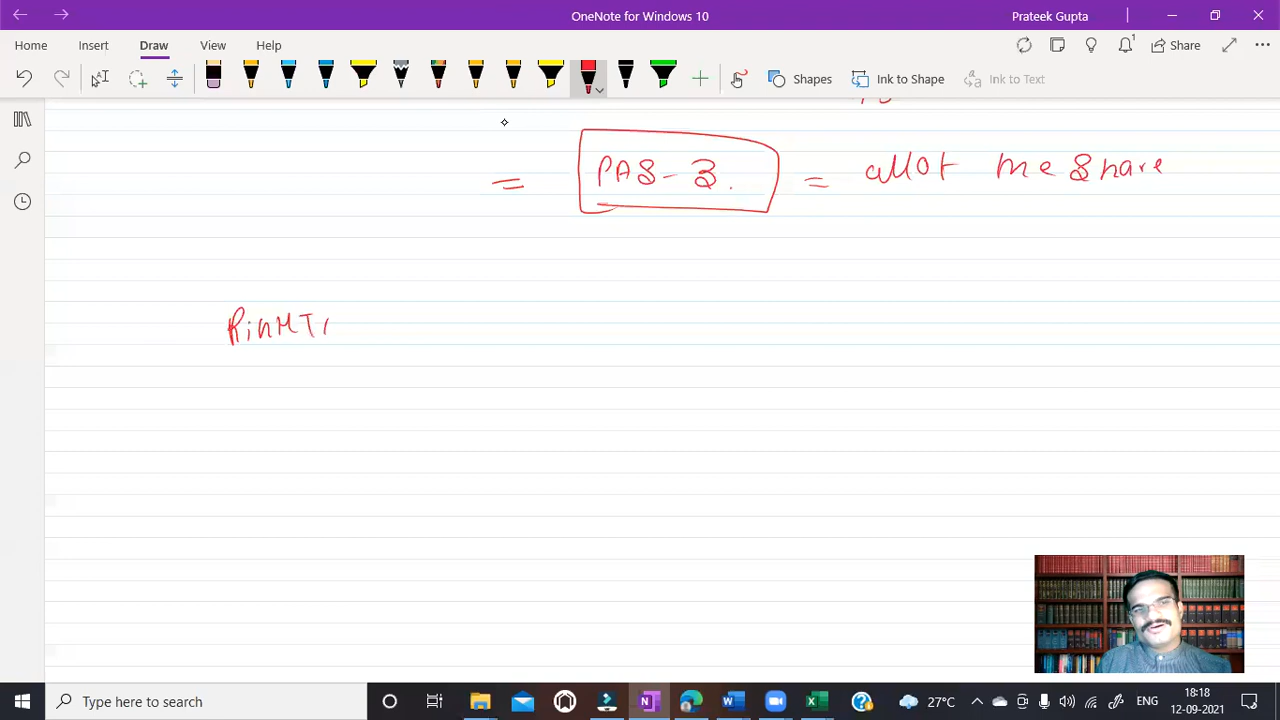 OneNote for Windows 10
Prateek Gupta
Home Insert Draw View Help
Share
Shapes
Ink to Shape
Ink to Text
= PAS-3. = allot me Share
Type here to search
27°C
ENG
18:18
12-09-2021